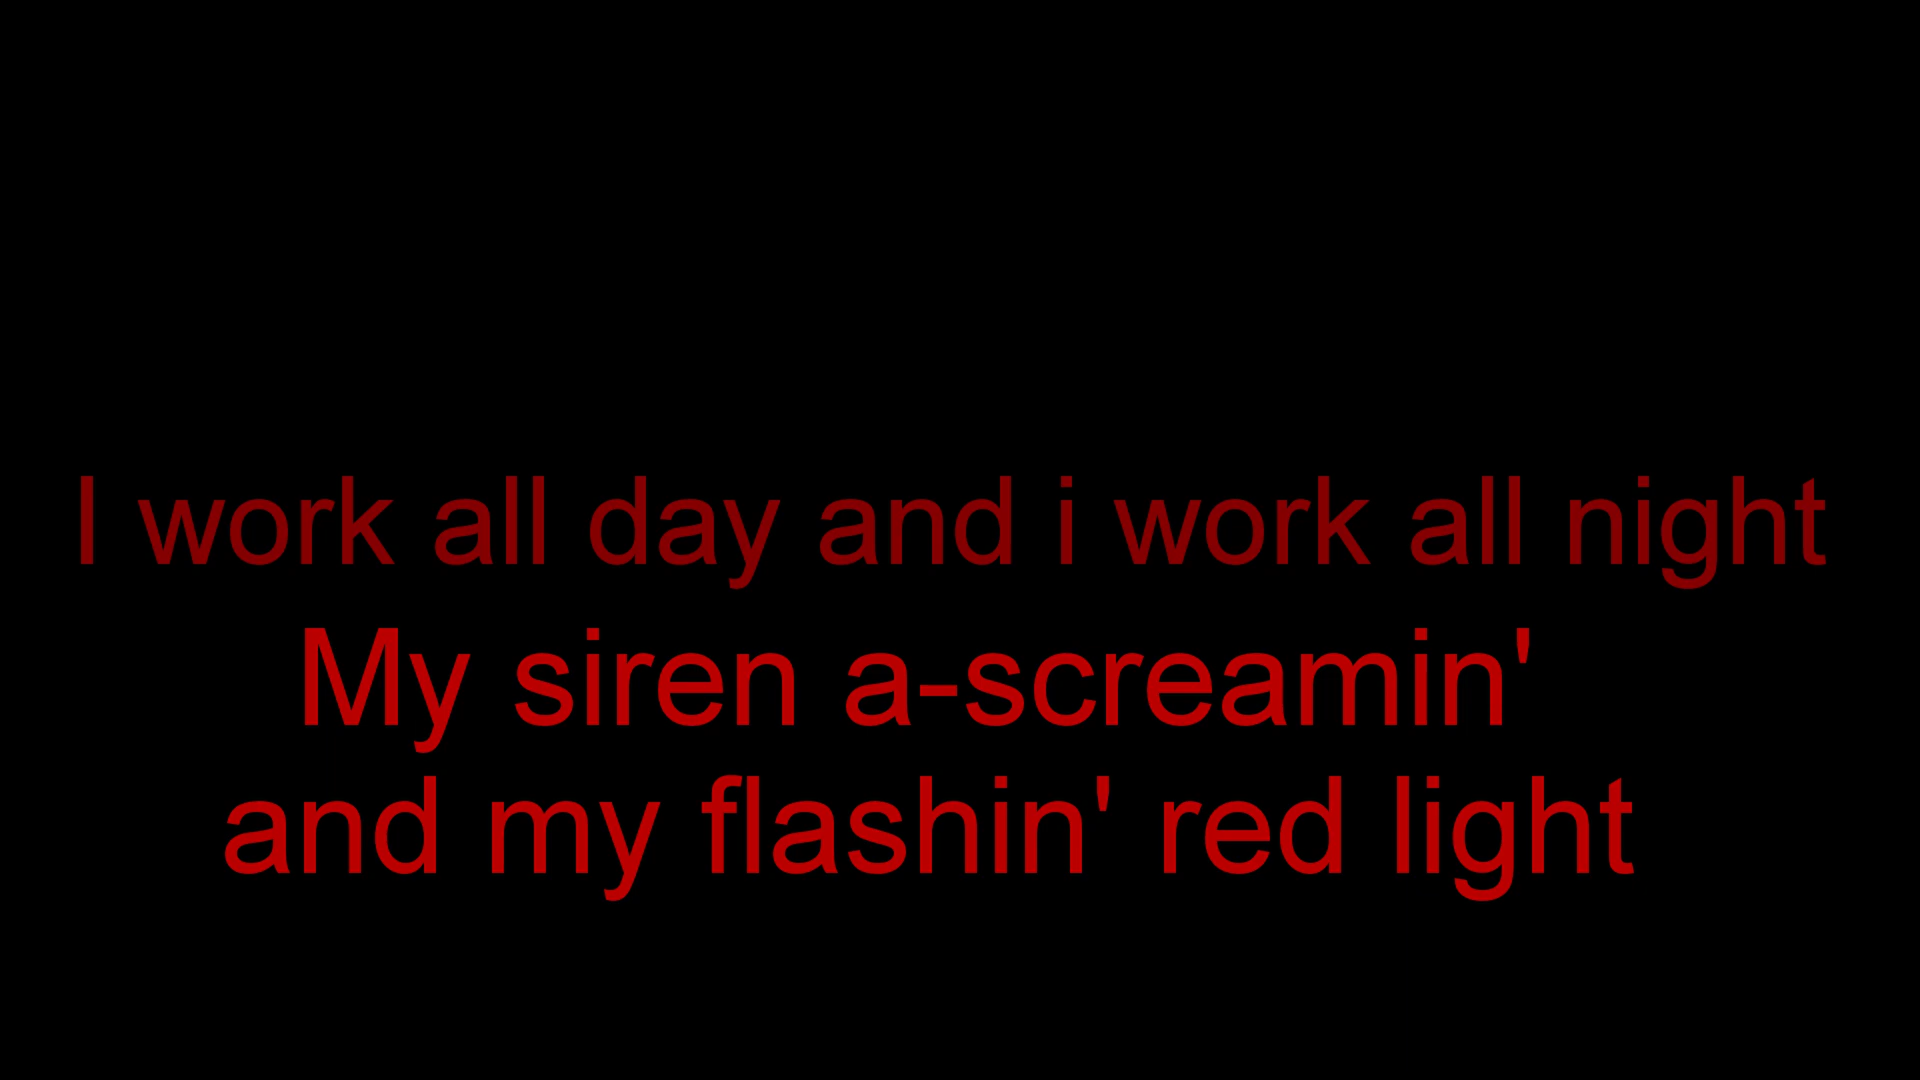 I work all day and i work all night
My siren a-screamin'
and my flashin' red light